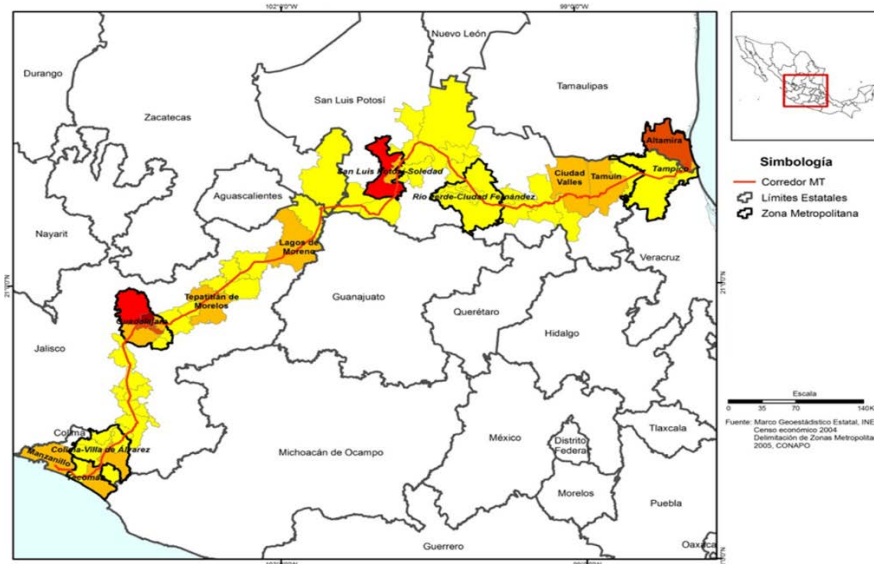 102°0'0"W
99°0'0"W
Nuevo León
Durango
Tamaulipas
San Luis Potosí
Zacatecas
Altamira
San Luis Potosí-Soledad
Ciudad
Valles
Tamuín
Tampico
Aguascalientes
Río Verde-Ciudad Fernández
Nayarit
Lagos de
Moreno
Veracruz
21°0'0"N
21°0'0"N
Tepatitlán de
Morelos
Guanajuato
Querétaro
Guadalajara
Hidalgo
Jalisco
Colima
Colima-Villa de Álvarez
Manzanillo
Tecomán
Michoacán de Ocampo
México
Distrito
Federal
Tlaxcala
Morelos
Puebla
Guerrero
Oaxaca
Simbología
Corredor MT
Límites Estatales
Zona Metropolitana
Escala
0 35 70 140
Fuente: Marco Geoestádistico Estatal, INE
Censo económico 2004
Delimitación de Zonas Metropolita
2005, CONAPO